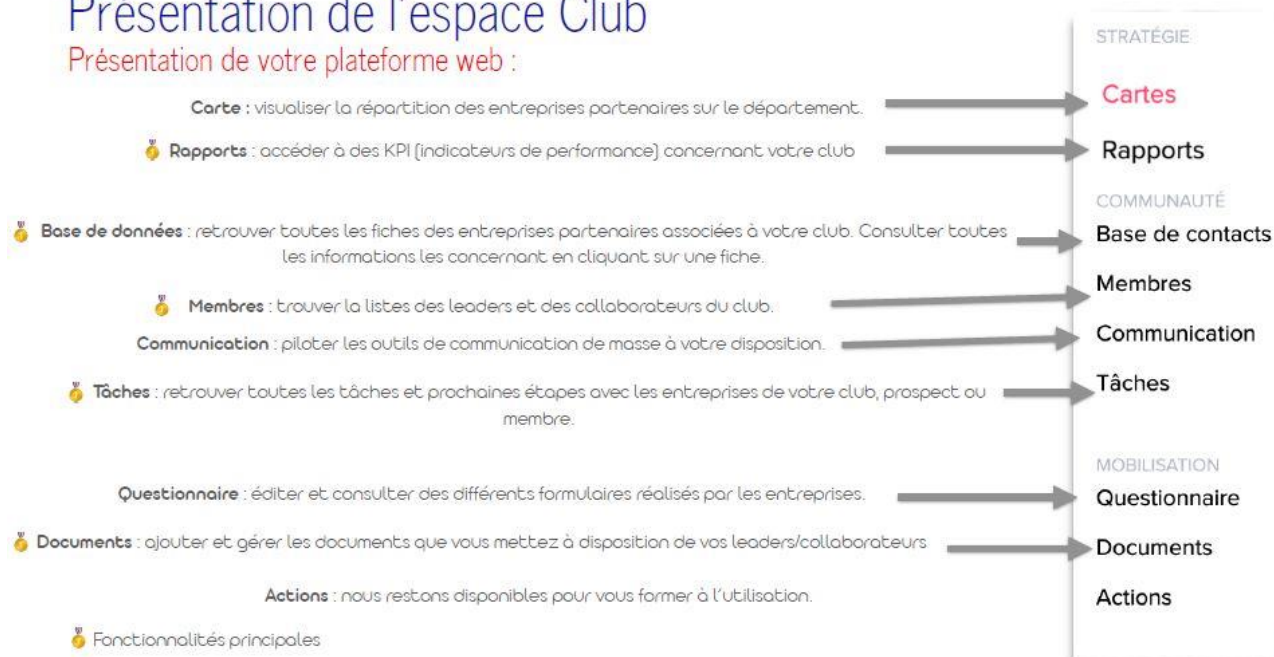 Présentation de l'espace Club
Présentation de votre plateforme web :
STRATÉGIE
Carte : visualiser la répartition des entreprises partenaires sur le département.
Cartes
Rapports : accéder à des KPI (indicateurs de performance) concernant votre club
Rapports
COMMUNAUTÉ
Base de données : retrouver toutes les fiches des entreprises partenaires associées à votre club. Consulter toutes
les informations les concernant en cliquant sur une fiche.
Base de contacts
Membres : trouver la listes des leaders et des collaborateurs du club.
Membres
Communication : piloter les outils de communication de masse à votre disposition.
Communication
Tâches : retrouver toutes les tâches et prochaines étapes avec les entreprises de votre club, prospect ou
membre.
Tâches
MOBILISATION
Questionnaire : éditer et consulter des différents formulaires réalisés par les entreprises.
Questionnaire
Documents : ajouter et gérer les documents que vous mettez à disposition de vos leaders/collaborateurs
Documents
Actions : nous restons disponibles pour vous former à l'utilisation.
Actions
Fonctionnalités principales